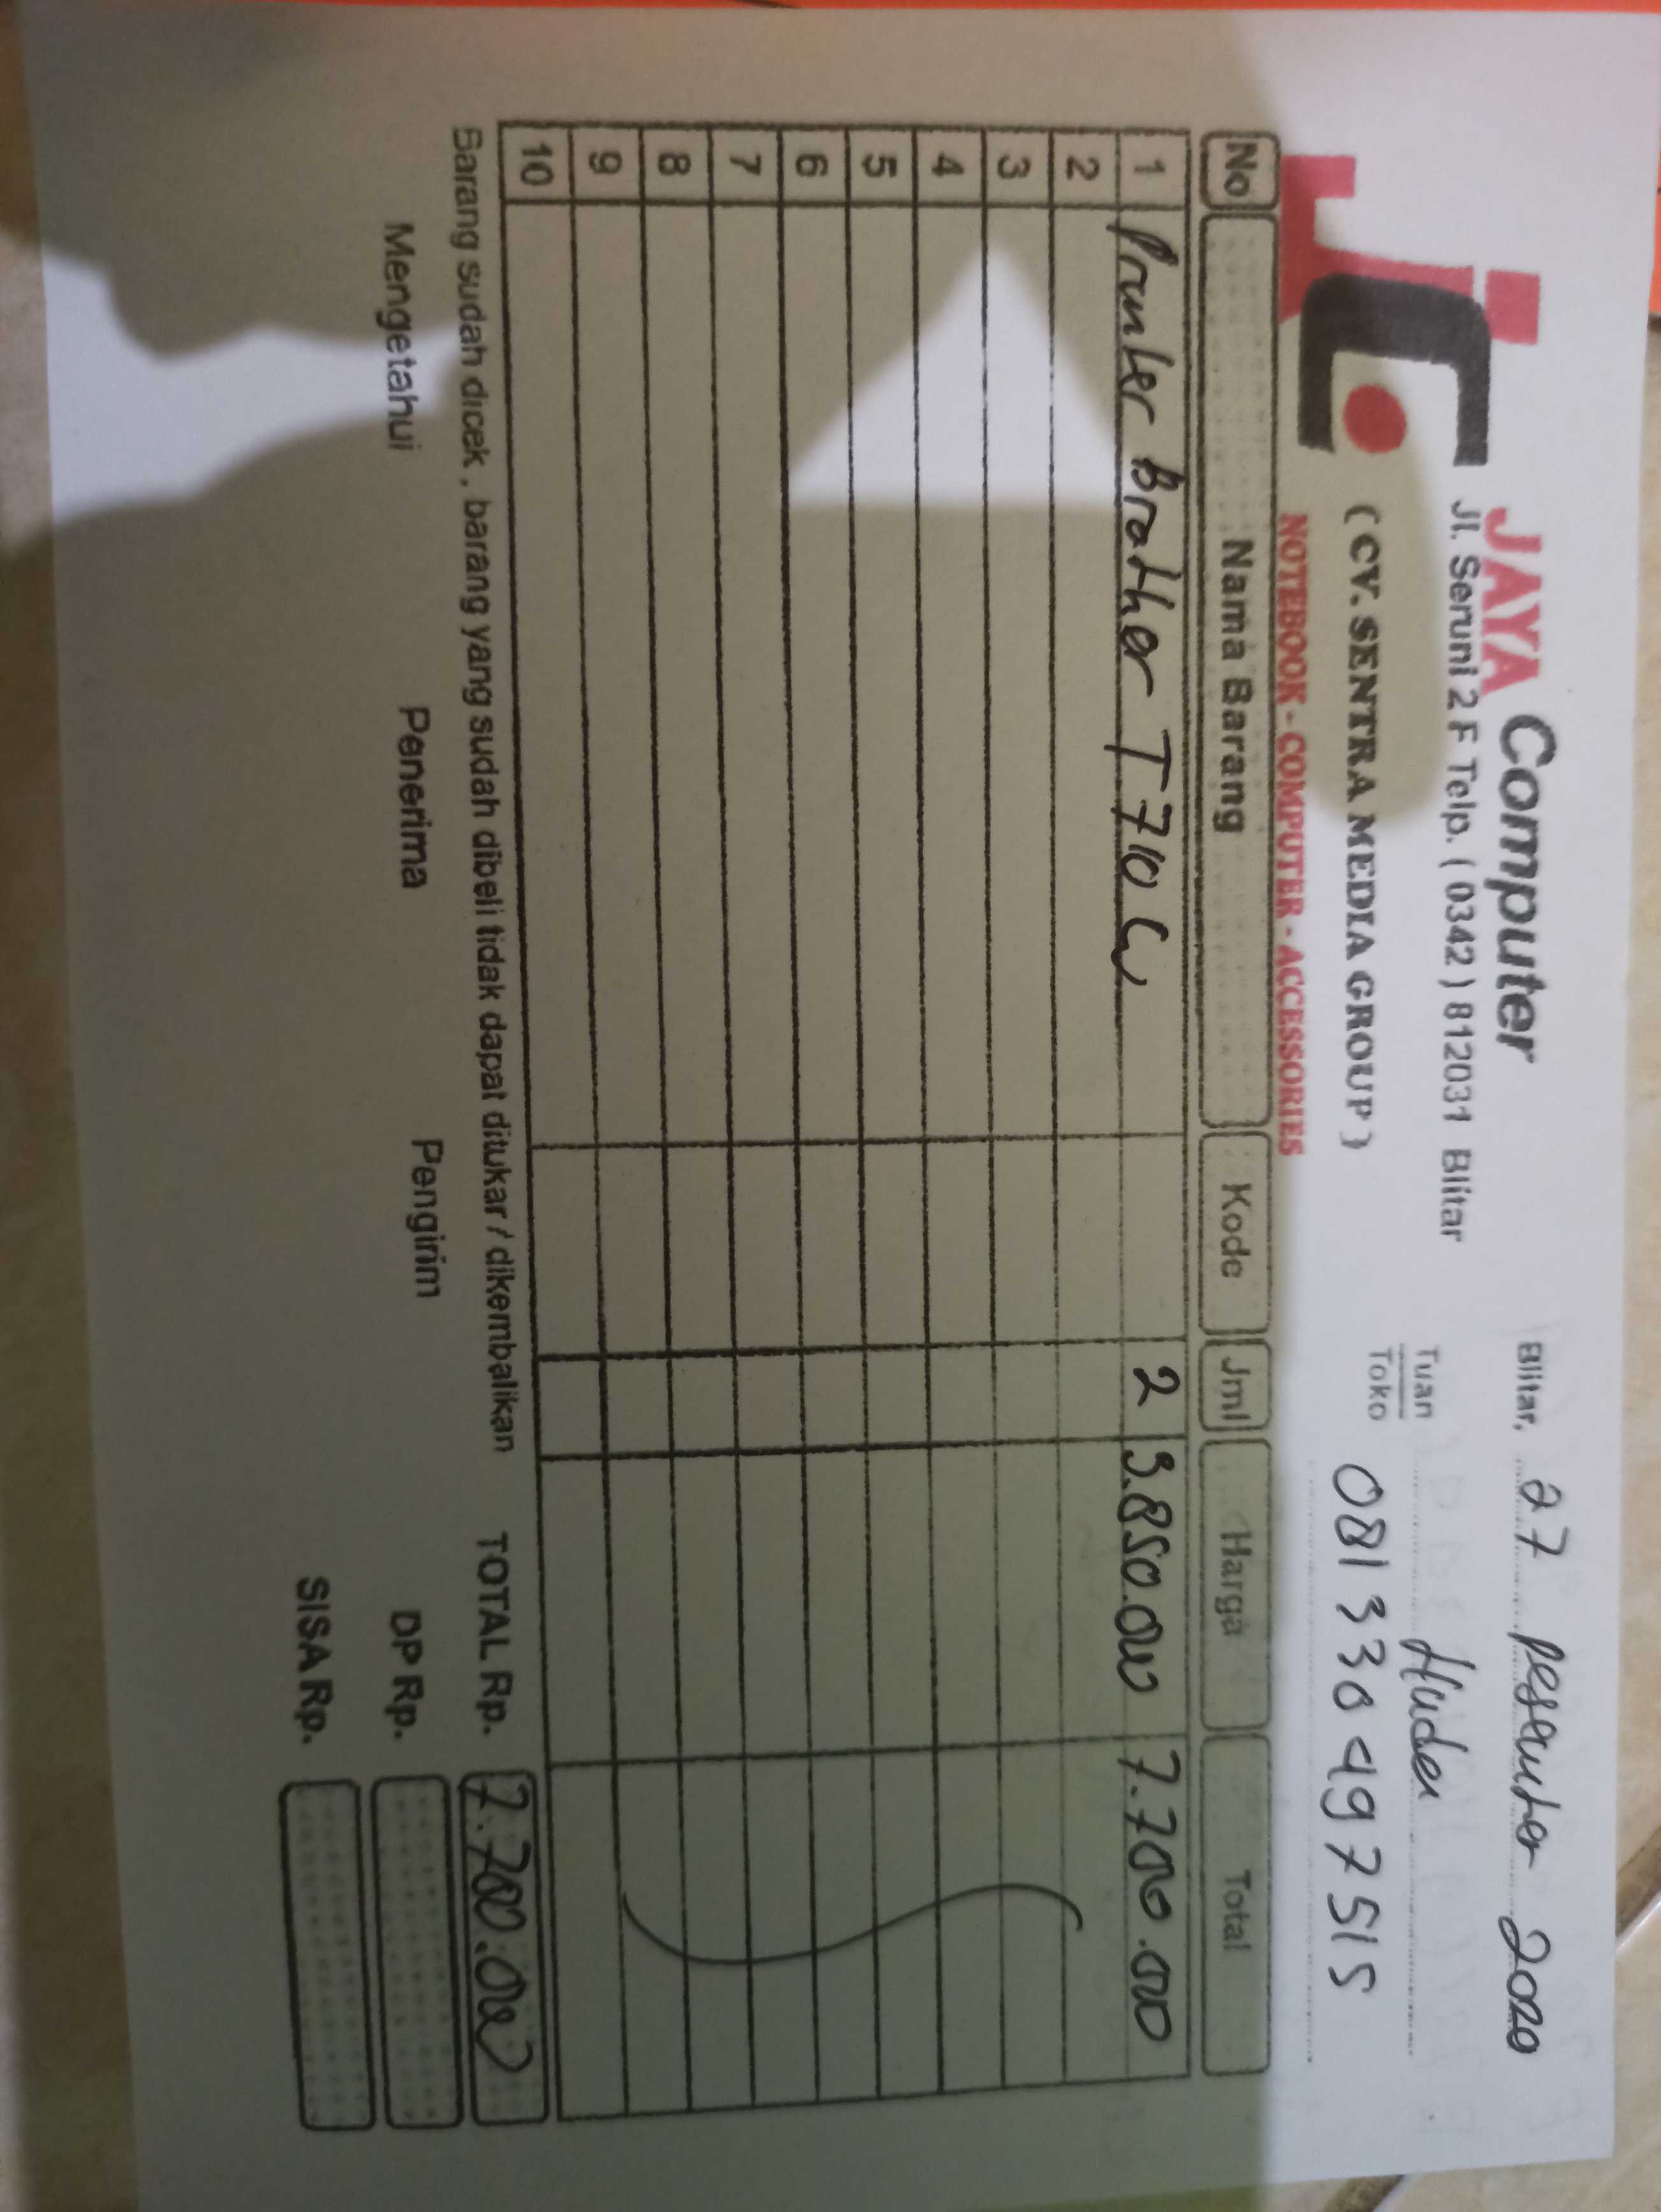 JC
JAYA Computer
Jl. Seruni 2 F Telp. ( 0342 ) 812031 Blitar
( CV. SENTRA MEDIA GROUP )
NOTEBOOK - COMPUTER - ACCESSORIES
Blitar, 27 2020
Tuan
Toko
081330497515
No Nama Barang Kode Jml Harga Total
1 Printer Brother T710W 2 3.850.000 7.700.000
2
3
4
5
6
7
8
9
10
Barang sudah dicek , barang yang sudah dibeli tidak dapat ditukar / dikembalikan
TOTAL Rp. 7.700.000
Mengetahui Penerima Pengirim
DP Rp.
SISA Rp.